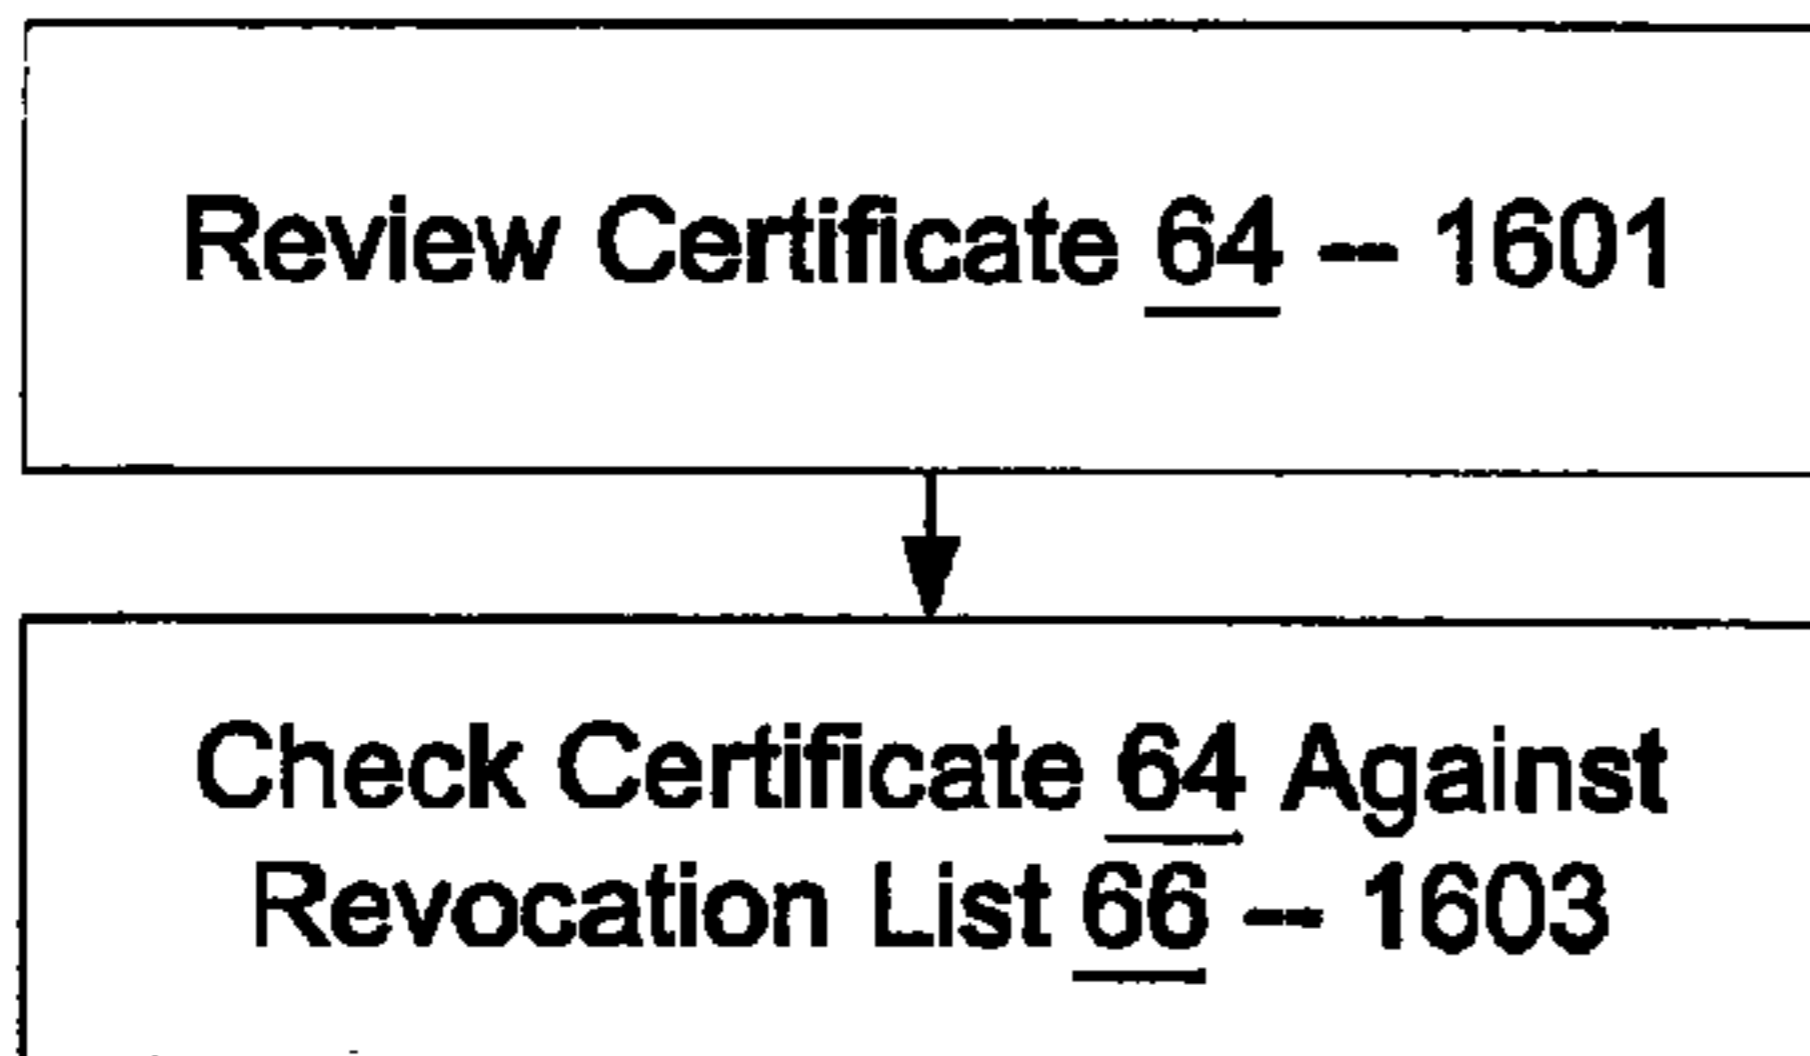 Review Certificate 64 -- 1601
Check Certificate 64 Against
Revocation List 66 -- 1603